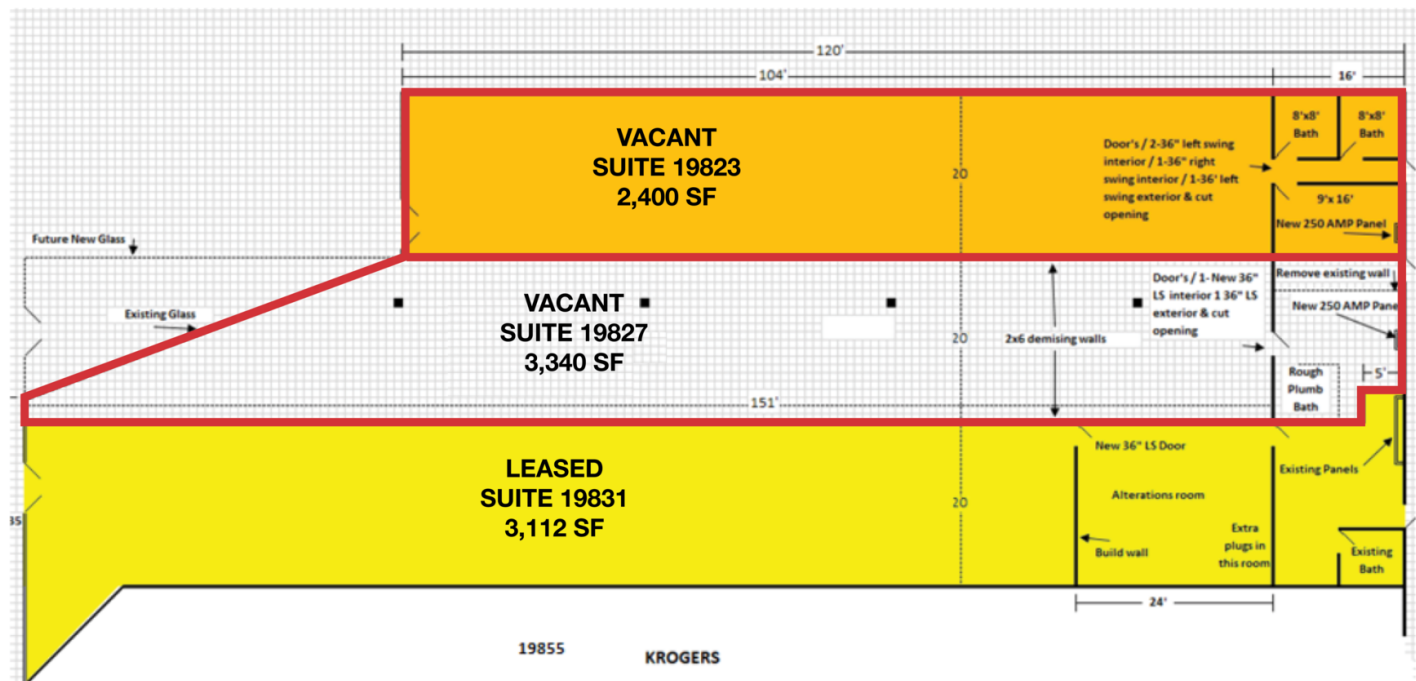 120'
104'
16'
VACANT
SUITE 19823
2,400 SF
20
Door's / 2-36" left swing
interior / 1-36" right
swing interior / 1-36' left
swing exterior & cut
opening
8'x8'
Bath
8'x8'
Bath
9'x 16'
New 250 AMP Panel
Future New Glass
Existing Glass
VACANT
SUITE 19827
3,340 SF
20
2x6 demising walls
Door's / 1- New 36"
LS interior 1 36" LS
exterior & cut
opening
Remove existing wall
New 250 AMP Pane
5'
Rough
Plumb
Bath
151'
LEASED
SUITE 19831
3,112 SF
20
New 36" LS Door
Alterations room
Build wall
Extra
plugs in
this room
Existing Panels
Existing
Bath
35
24'
19855
KROGERS